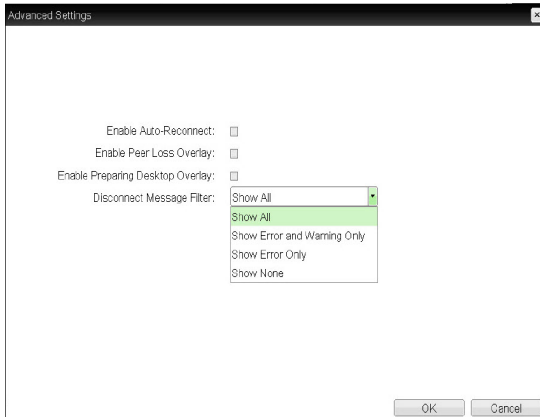 Advanced Settings
Enable Auto-Reconnect:
Enable Peer Loss Overlay:
Enable Preparing Desktop Overlay:
Disconnect Message Filter: Show All
Show All
Show Error and Warning Only
Show Error Only
Show None
OK Cancel